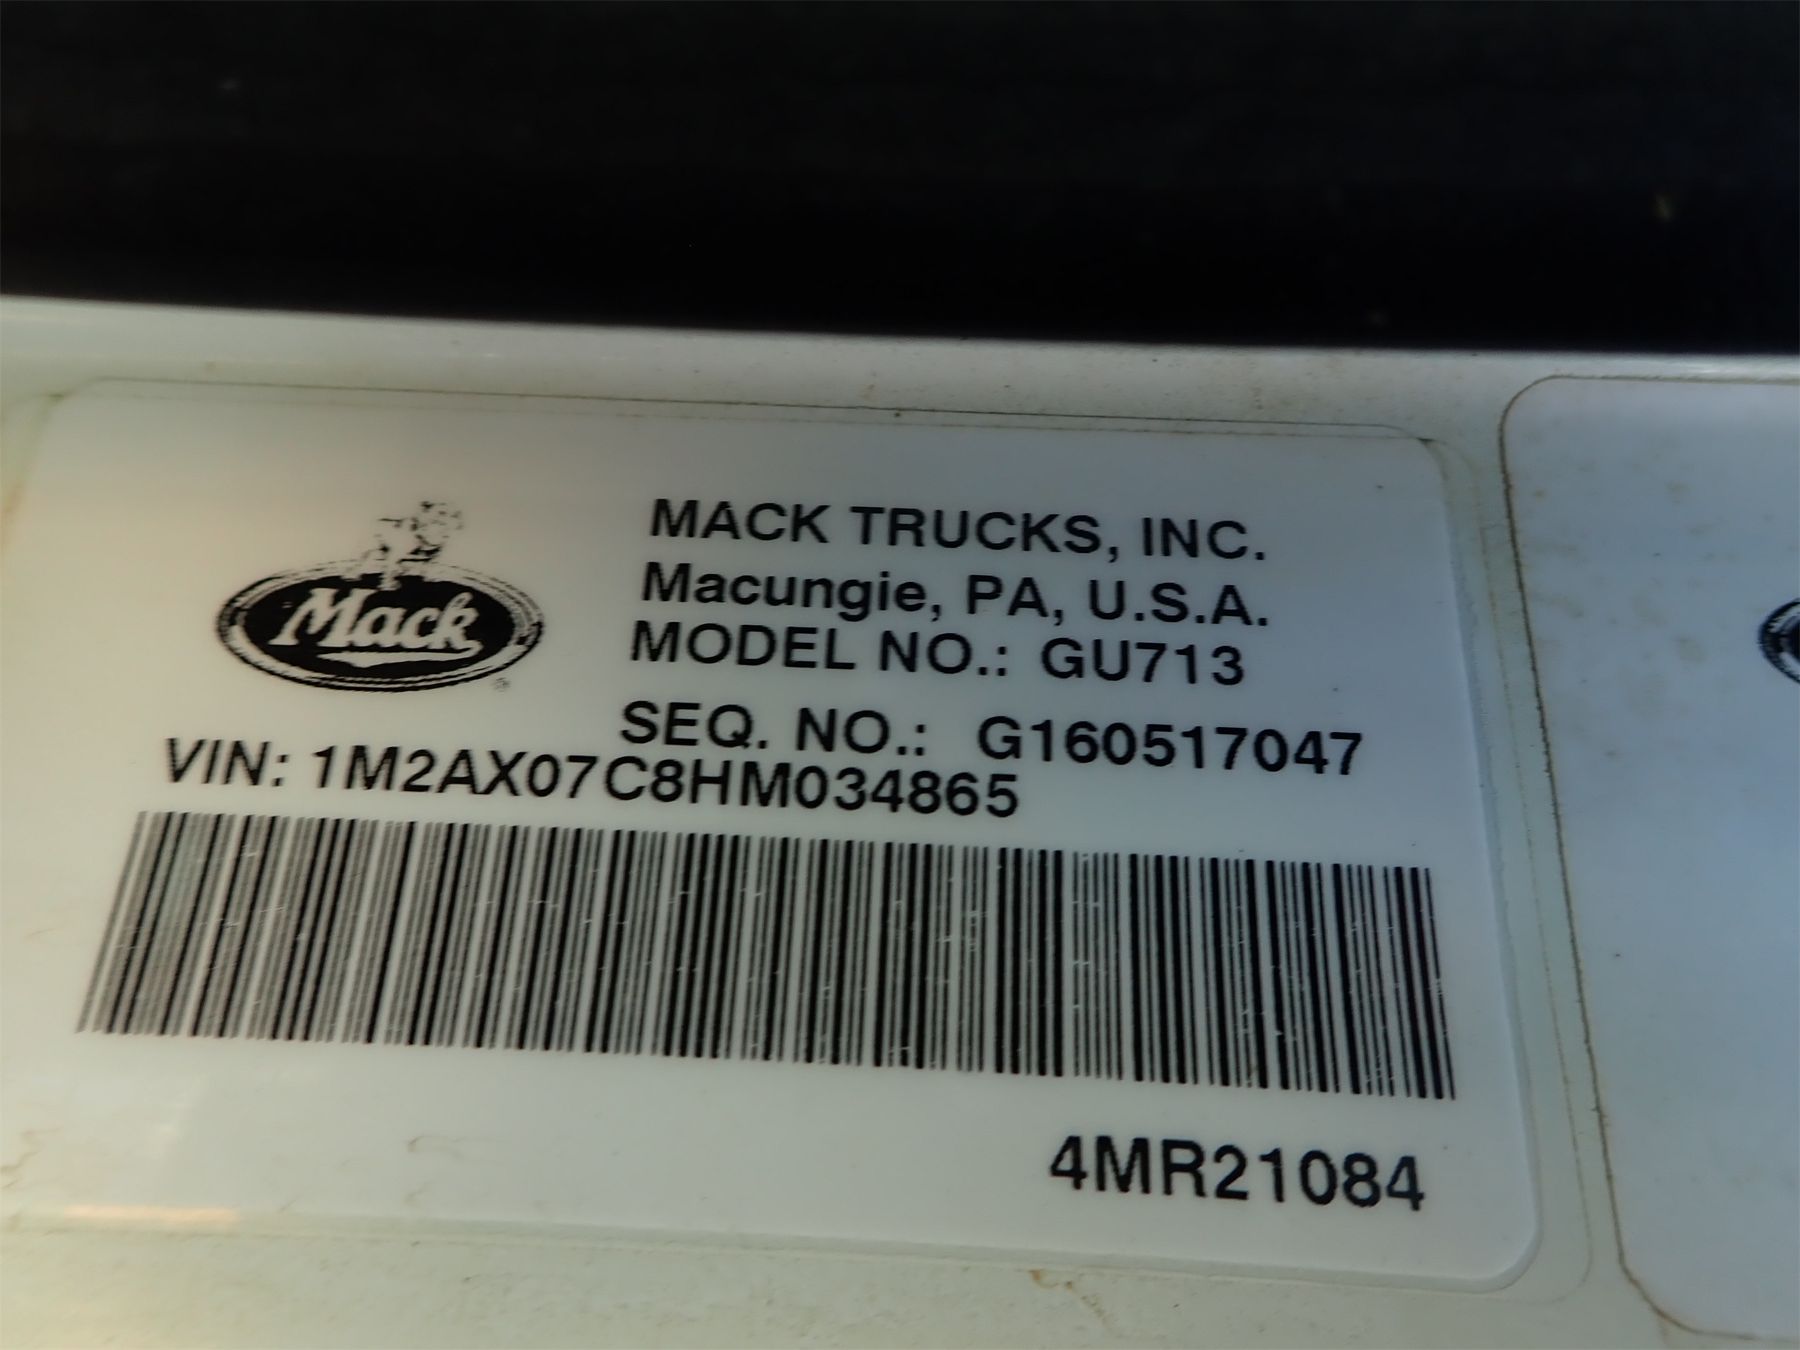 MACK TRUCKS, INC.
Macungie, PA, U.S.A.
Mack
MODEL NO.: GU713
SEQ. NO.: G160517047
VIN: 1M2AX07C8HM034865
4MR21084